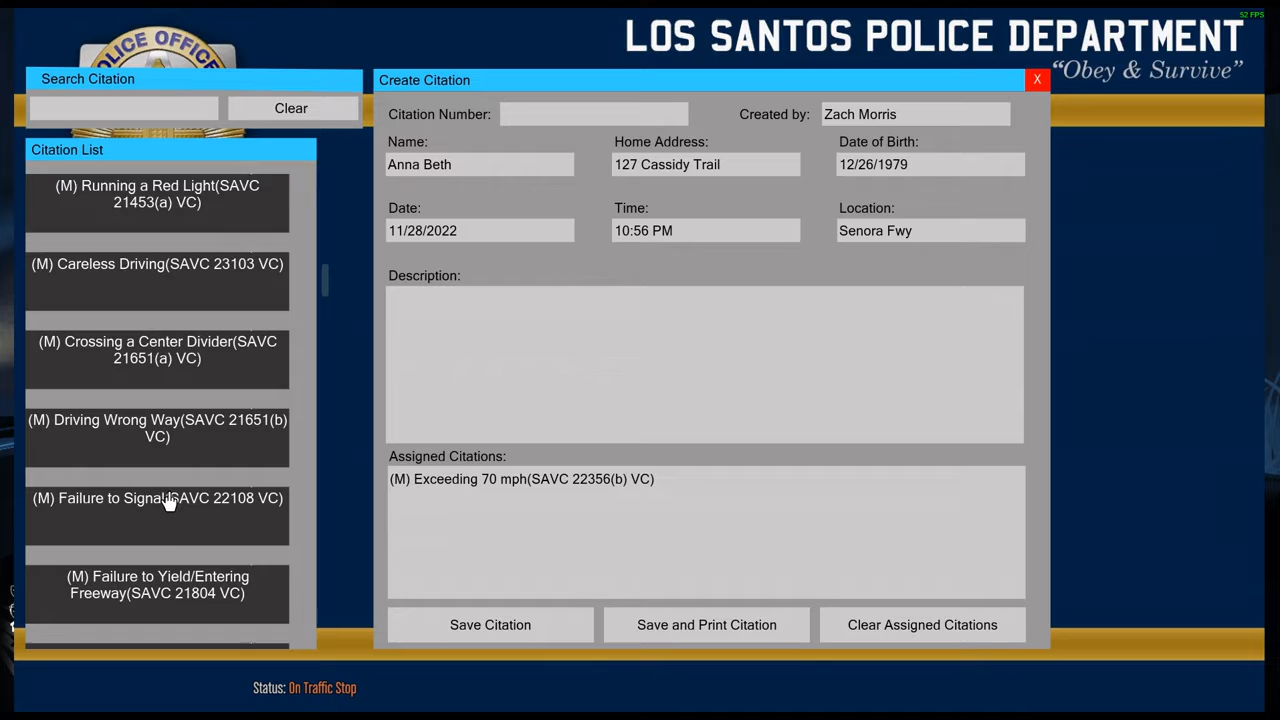 52 FPS
LOS SANTOS POLICE DEPARTMENT
"Obey & Survive"
POLICE OFFICER
Search Citation
Clear
Citation List
(M) Running a Red Light(SAVC
21453(a) VC)
(M) Careless Driving(SAVC 23103 VC)
(M) Crossing a Center Divider(SAVC
21651(a) VC)
(M) Driving Wrong Way(SAVC 21651(b)
VC)
(M) Failure to Signal(SAVC 22108 VC)
(M) Failure to Yield/Entering
Freeway(SAVC 21804 VC)
Create Citation
X
Citation Number:
Created by: Zach Morris
Name: Home Address: Date of Birth:
Anna Beth 127 Cassidy Trail 12/26/1979
Date: Time: Location:
11/28/2022 10:56 PM Senora Fwy
Description:
Assigned Citations:
(M) Exceeding 70 mph(SAVC 22356(b) VC)
Save Citation Save and Print Citation Clear Assigned Citations
Status: On Traffic Stop